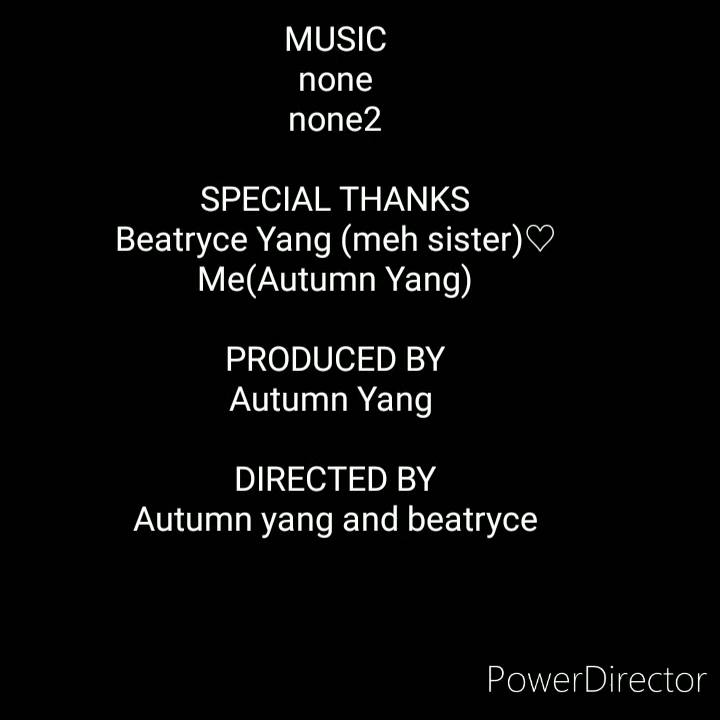 MUSIC
none
none2
SPECIAL THANKS
Beatryce Yang (meh sister)♡
Me(Autumn Yang)
PRODUCED BY
Autumn Yang
DIRECTED BY
Autumn yang and beatryce
PowerDirector